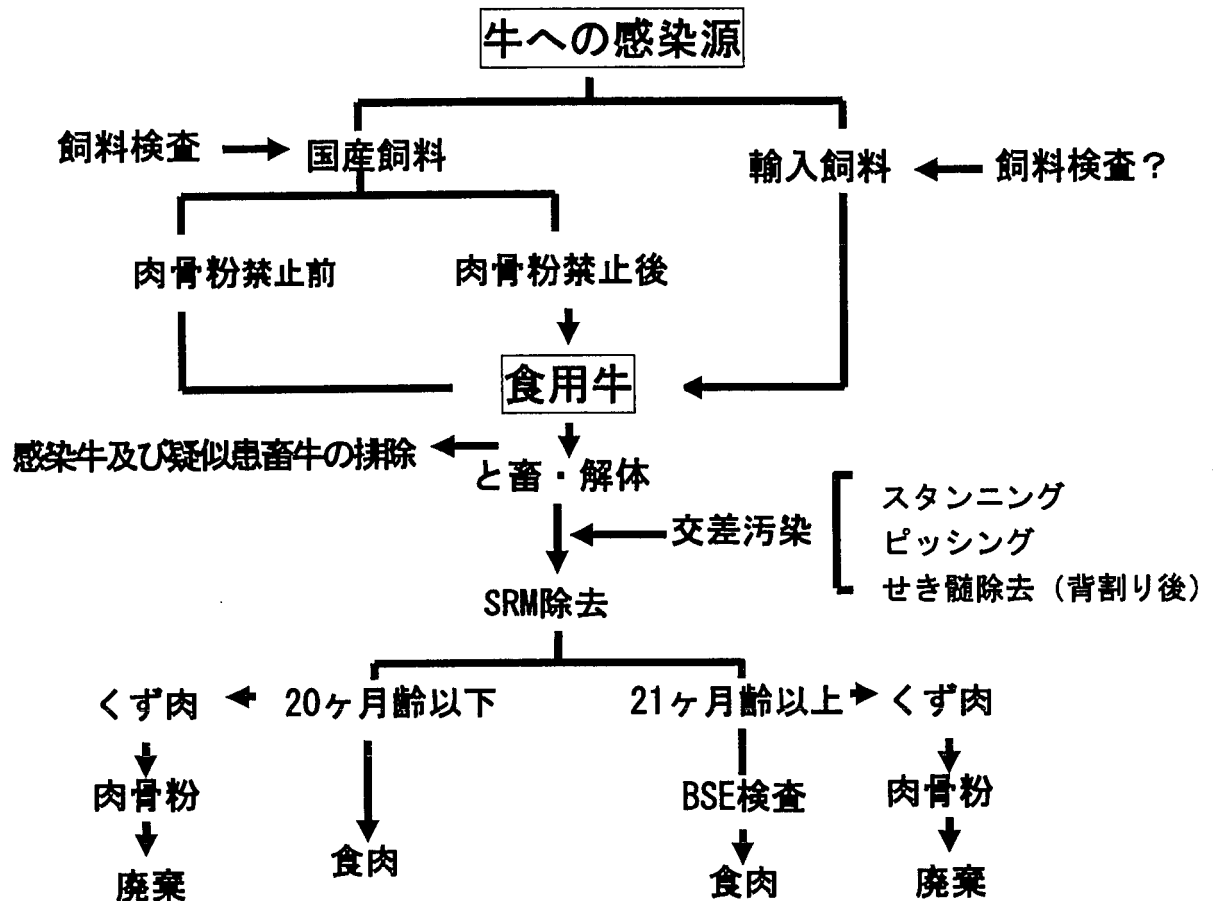 牛への感染源
飼料検査
国産飼料
輸入飼料
飼料検査?
肉骨粉禁止前
肉骨粉禁止後
食用牛
感染牛及び疑似患畜牛の排除
と畜・解体
交差汚染
スタンニング
ピッシング
せき髄除去(背割り後)
SRM除去
くず肉
20ヶ月齢以下
21ヶ月齢以上
くず肉
肉骨粉
BSE検査
肉骨粉
廃棄
食肉
食肉
廃棄